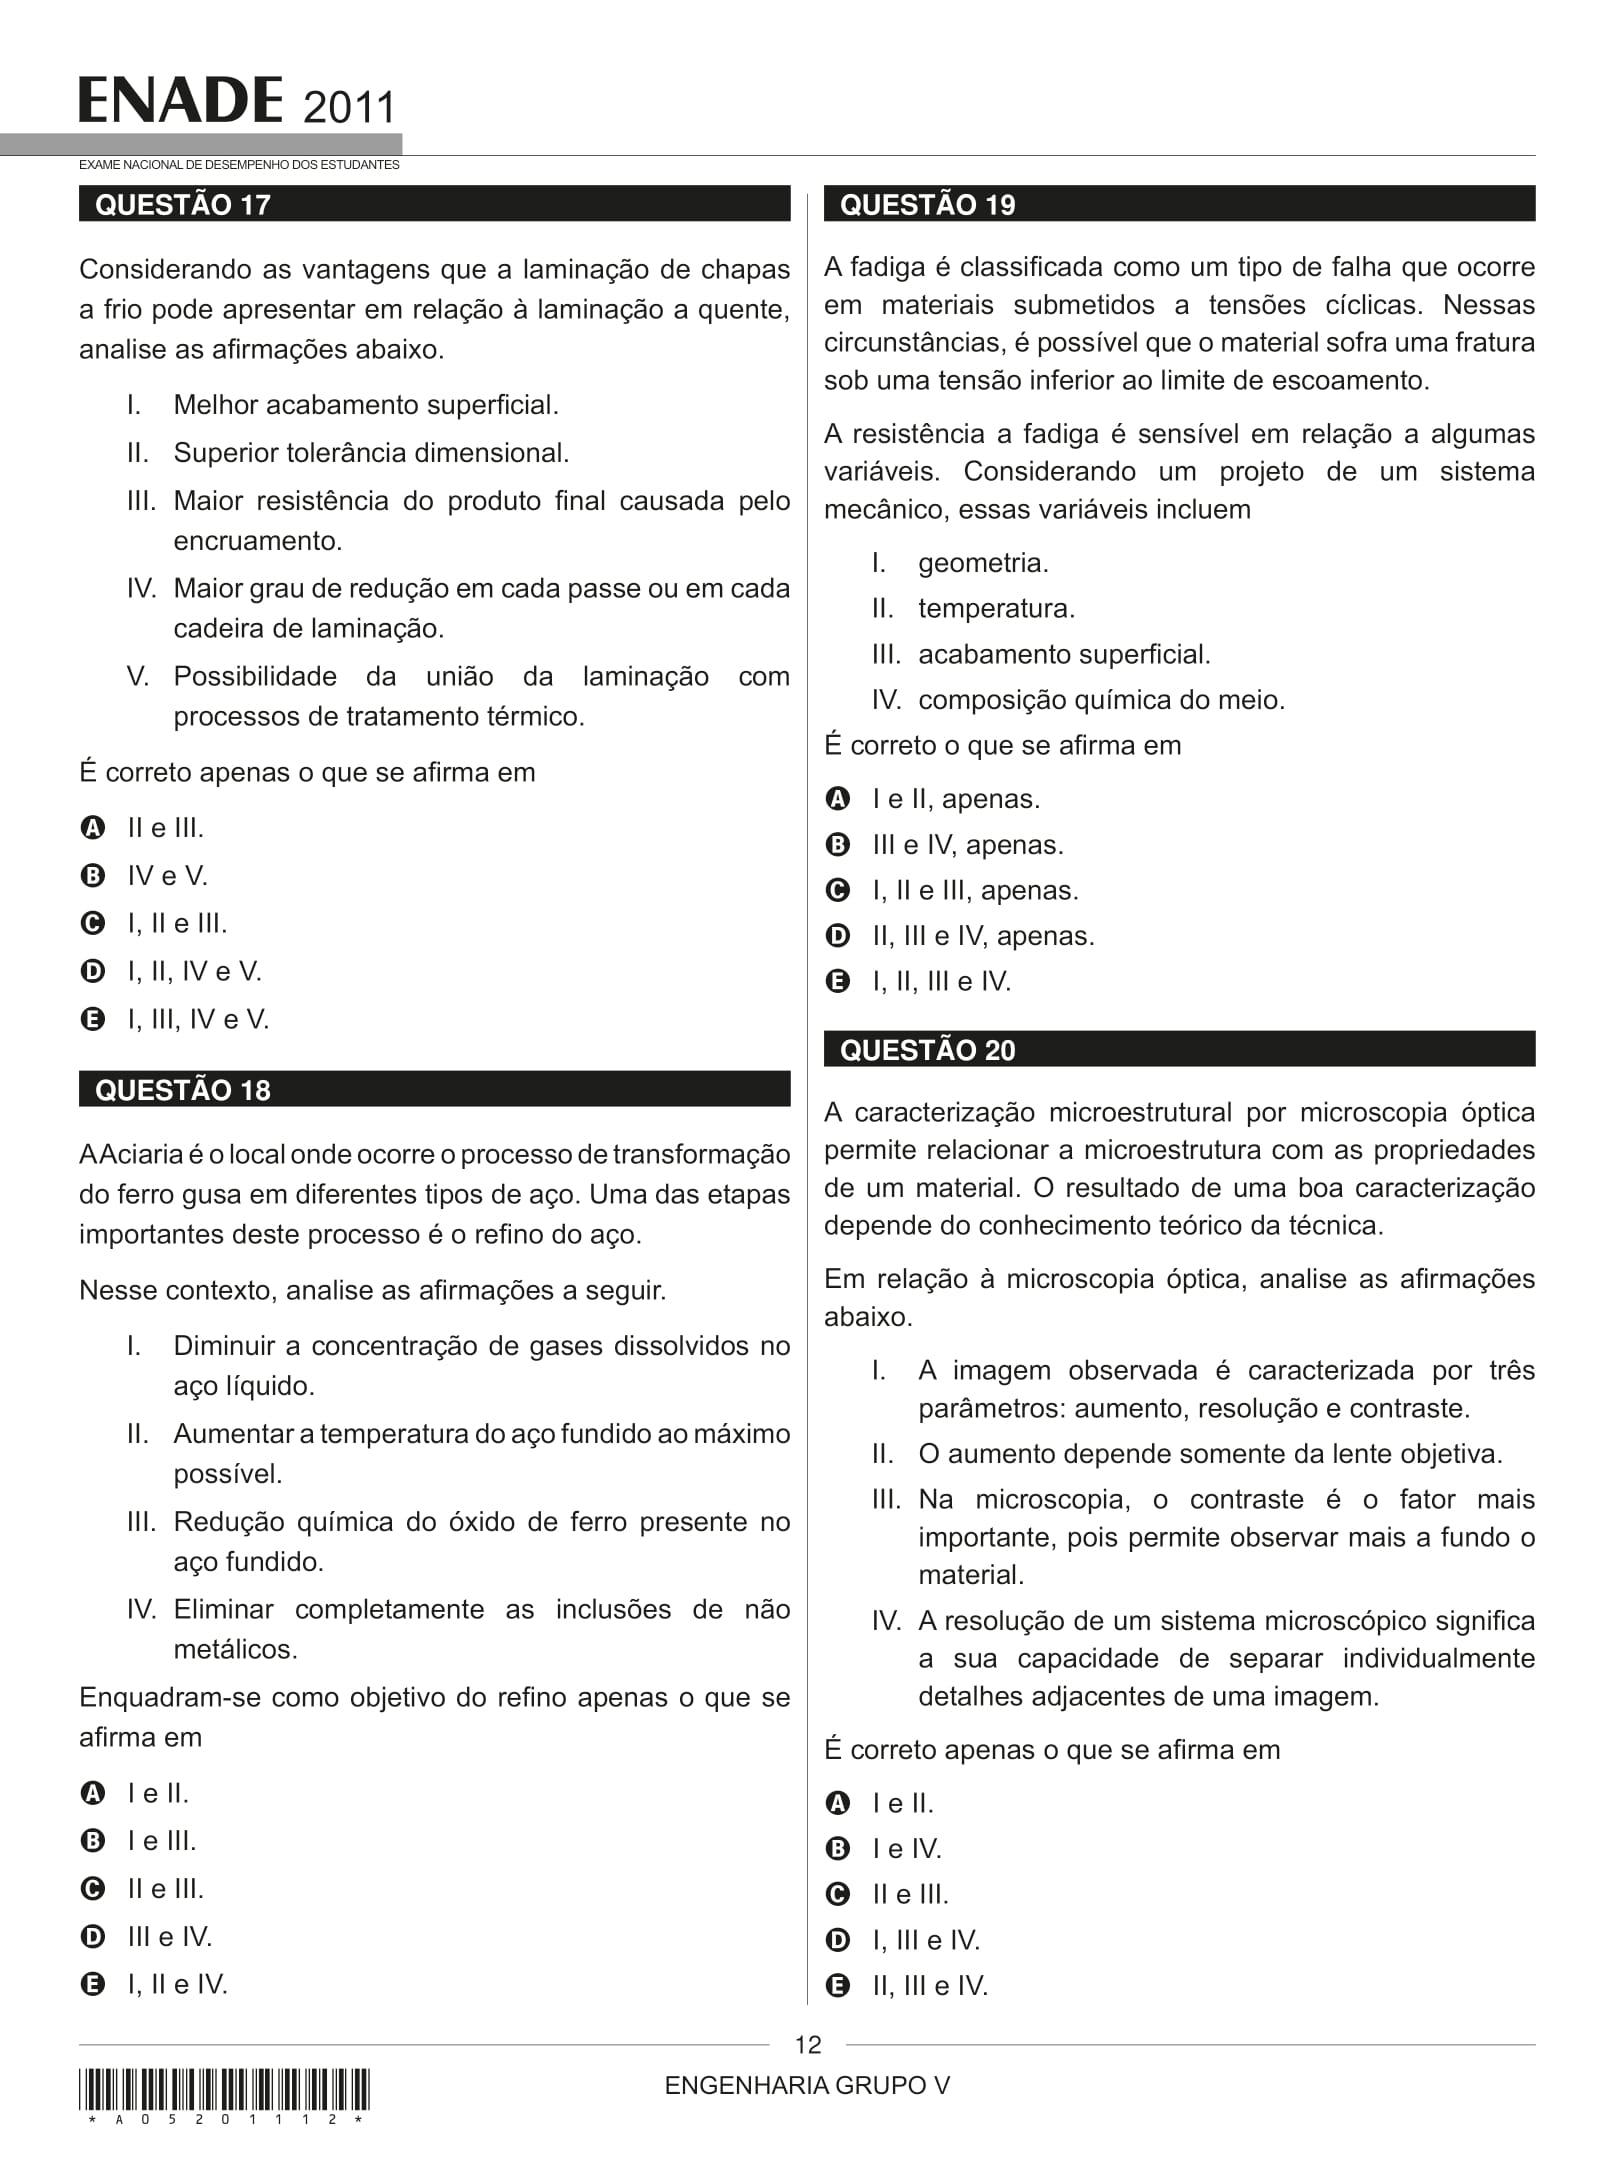 ENADE 2011
EXAME NACIONAL DE DESEMPENHO DOS ESTUDANTES
QUESTÃO 17
Considerando as vantagens que a laminação de chapas
a frio pode apresentar em relação à laminação a quente,
analise as afirmações abaixo.
I. Melhor acabamento superficial.
II. Superior tolerância dimensional.
III. Maior resistência do produto final causada pelo
encruamento.
IV. Maior grau de redução em cada passe ou em cada
cadeira de laminação.
V. Possibilidade da união da laminação com
processos de tratamento térmico.
É correto apenas o que se afirma em
A II e III.
B IV e V.
C I, II e III.
D I, II, IV e V.
E I, III, IV e V.
QUESTÃO 18
A Aciaria é o local onde ocorre o processo de transformação
do ferro gusa em diferentes tipos de aço. Uma das etapas
importantes deste processo é o refino do aço.
Nesse contexto, analise as afirmações a seguir.
I. Diminuir a concentração de gases dissolvidos no
aço líquido.
II. Aumentar a temperatura do aço fundido ao máximo
possível.
III. Redução química do óxido de ferro presente no
aço fundido.
IV. Eliminar completamente as inclusões de não
metálicos.
Enquadram-se como objetivo do refino apenas o que se
afirma em
A I e II.
B I e III.
C II e III.
D III e IV.
E I, II e IV.
QUESTÃO 19
A fadiga é classificada como um tipo de falha que ocorre
em materiais submetidos a tensões cíclicas. Nessas
circunstâncias, é possível que o material sofra uma fratura
sob uma tensão inferior ao limite de escoamento.
A resistência a fadiga é sensível em relação a algumas
variáveis. Considerando um projeto de um sistema
mecânico, essas variáveis incluem
I. geometria.
II. temperatura.
III. acabamento superficial.
IV. composição química do meio.
É correto o que se afirma em
A I e II, apenas.
B III e IV, apenas.
C I, II e III, apenas.
D II, III e IV, apenas.
E I, II, III e IV.
QUESTÃO 20
A caracterização microestrutural por microscopia óptica
permite relacionar a microestrutura com as propriedades
de um material. O resultado de uma boa caracterização
depende do conhecimento teórico da técnica.
Em relação à microscopia óptica, analise as afirmações
abaixo.
I. A imagem observada é caracterizada por três
parâmetros: aumento, resolução e contraste.
II. O aumento depende somente da lente objetiva.
III. Na microscopia, o contraste é o fator mais
importante, pois permite observar mais a fundo o
material.
IV. A resolução de um sistema microscópico significa
a sua capacidade de separar individualmente
detalhes adjacentes de uma imagem.
É correto apenas o que se afirma em
A I e II.
B I e IV.
C II e III.
D I, III e IV.
E II, III e IV.
12
ENGENHARIA GRUPO V
* A 0 5 2 0 1 1 1 2 *